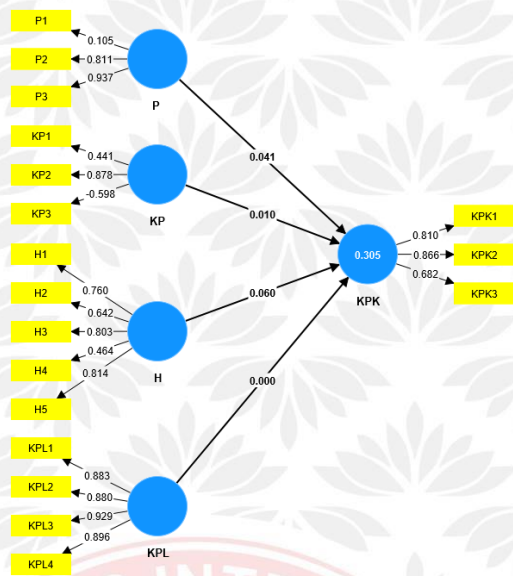 P1
0.105
P2
0.811
P3
0.937
P
KP1
0.441
KP2
0.878
KP3
-0.598
KP
H1
0.760
H2
0.642
H3
0.803
H4
0.464
H5
0.814
H
KPL1
0.883
KPL2
0.880
KPL3
0.929
KPL4
0.896
KPL
0.041
0.010
0.060
0.000
0.305
KPK
KPK1
0.810
KPK2
0.866
KPK3
0.682